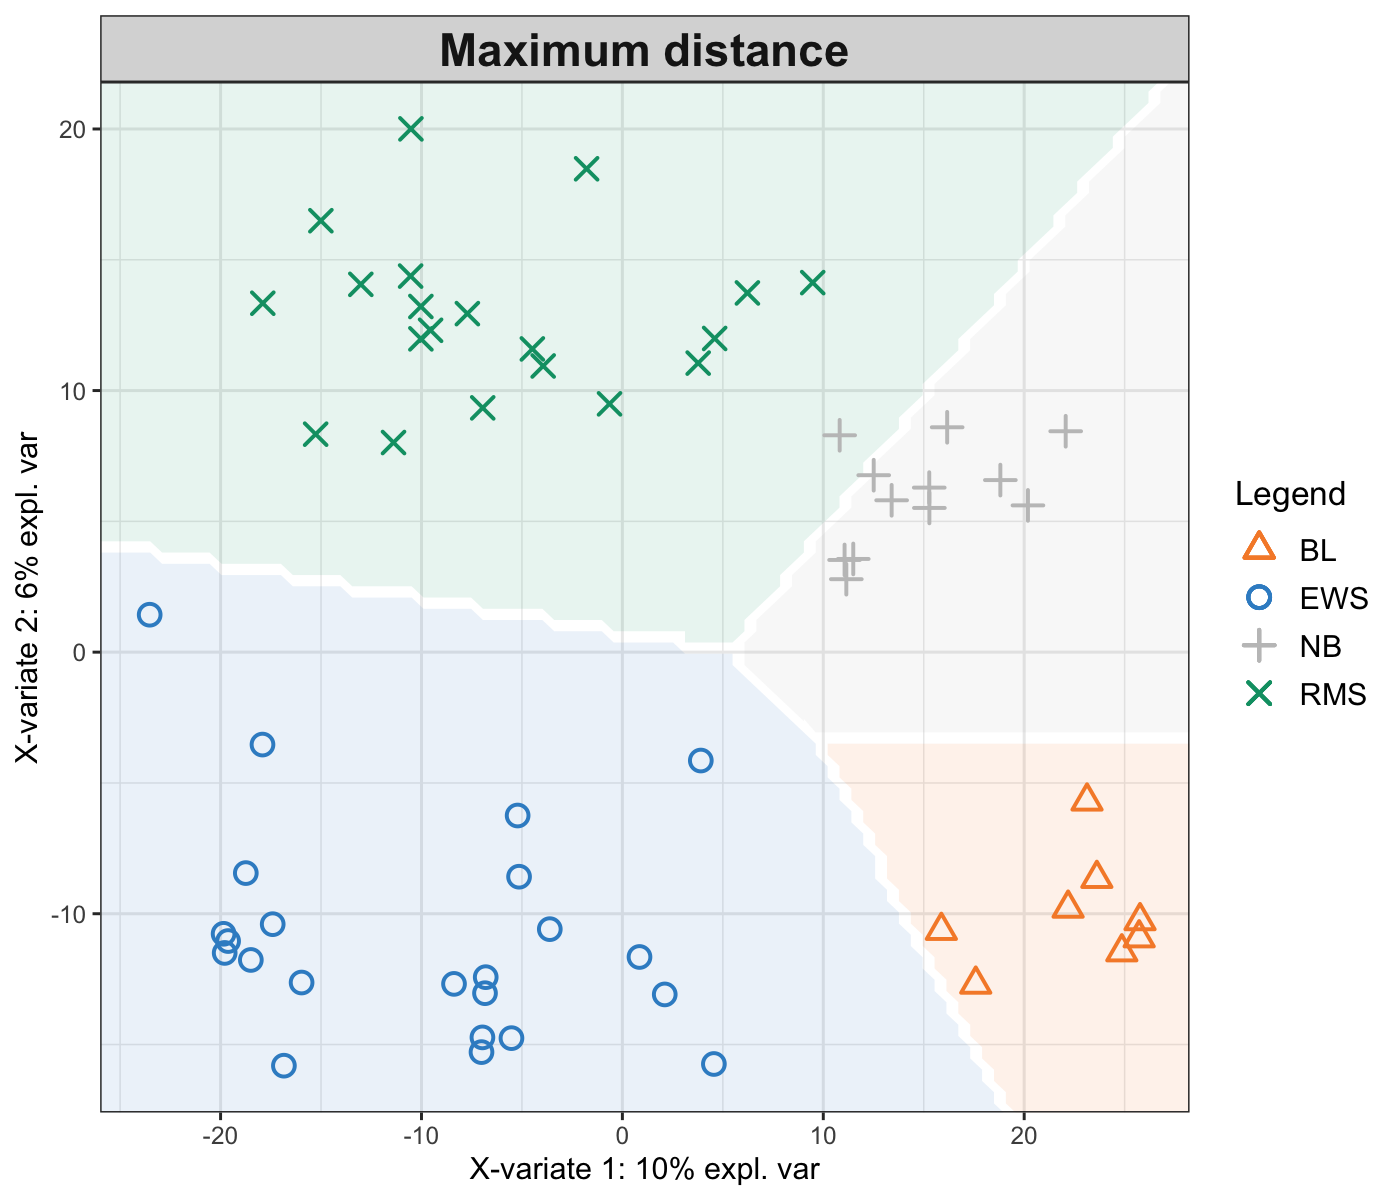 Maximum distance
X-variate 2: 6% expl. var
20
10
0
-10
-20
-10
0
10
20
X-variate 1: 10% expl. var
Legend
BL
EWS
NB
RMS